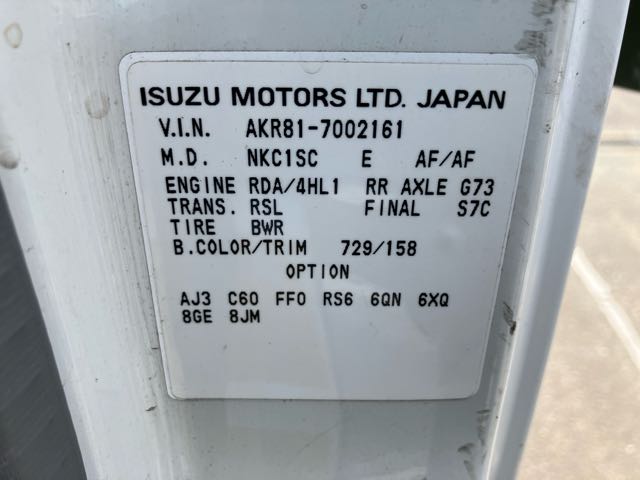 ISUZU MOTORS LTD. JAPAN
V.I.N. AKR81-7002161
M.D. NKC1SC E AF/AF
ENGINE RDA/4HL1 RR AXLE G73
TRANS. RSL FINAL S7C
TIRE BWR
B.COLOR/TRIM 729/158
OPTION
AJ3 C60 FF0 RS6 6QN 6XQ
8GE 8JM